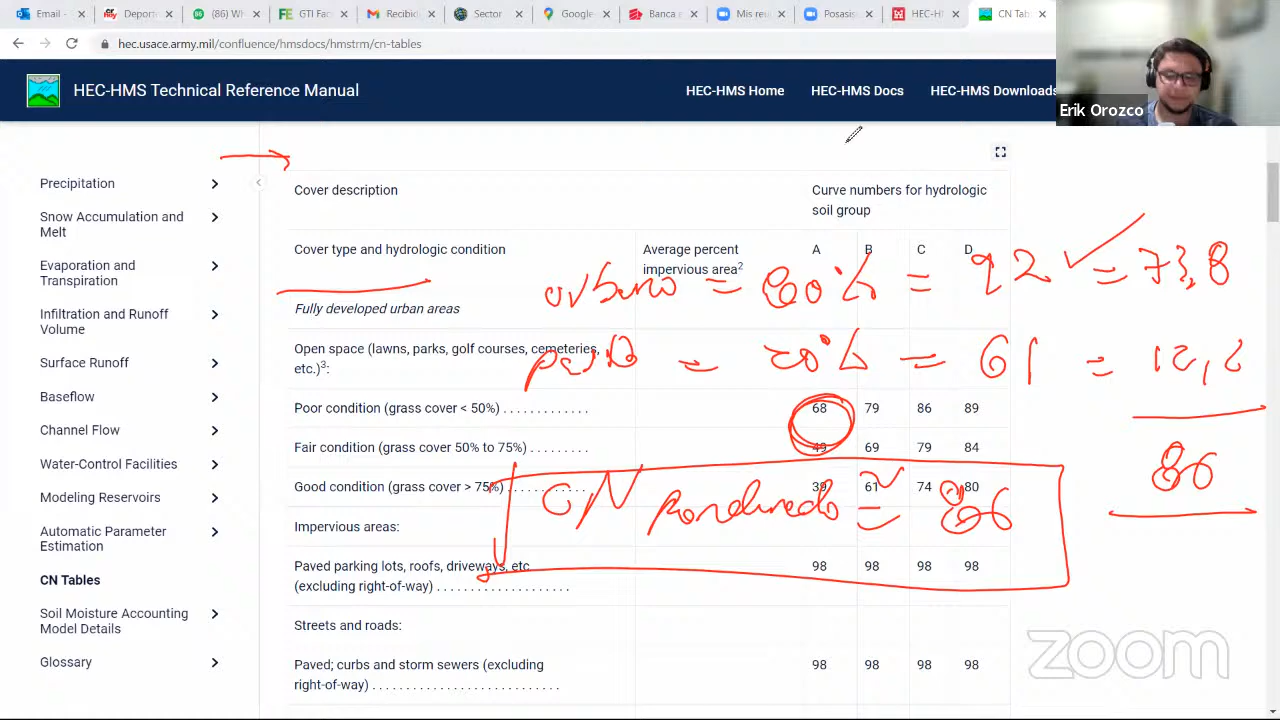 Email
Deport
(86) Wh
GTI Fac
Recibid
Sector
Google
Banca e
Mis reu
Posasis
HEC-H
CN Tabl
hec.usace.army.mil/confluence/hmsdocs/hmstrm/cn-tables
HEC-HMS Technical Reference Manual
HEC-HMS Home
HEC-HMS Docs
HEC-HMS Downloads
Erik Orozco
Precipitation
Snow Accumulation and
Melt
Evaporation and
Transpiration
Infiltration and Runoff
Volume
Surface Runoff
Baseflow
Channel Flow
Water-Control Facilities
Modeling Reservoirs
Automatic Parameter
Estimation
CN Tables
Soil Moisture Accounting
Model Details
Glossary
Cover description
Curve numbers for hydrologic
soil group
Cover type and hydrologic condition
Average percent
impervious area2
A B C D
urbano = 80% = 92 = 73,8
Fully developed urban areas
Open space (lawns, parks, golf courses, cemeteries,
etc.)3:
pasto = 20% = 61 = 12,2
Poor condition (grass cover < 50%) . . . . . . . . . . . . . 68 79 86 89
Fair condition (grass cover 50% to 75%) . . . . . . . . . 49 69 79 84
86
Good condition (grass cover > 75%) . . . . . . . . . . . . 39 61 74 80
CN ponderado ≅ 86
Impervious areas:
Paved parking lots, roofs, driveways, etc
(excluding right-of-way) . . . . . . . . . . . . . . . . . . . . 98 98 98 98
Streets and roads:
Paved; curbs and storm sewers (excluding
right-of-way) . . . . . . . . . . . . . . . . . . . . . . . . . . . . 98 98 98 98
zoom